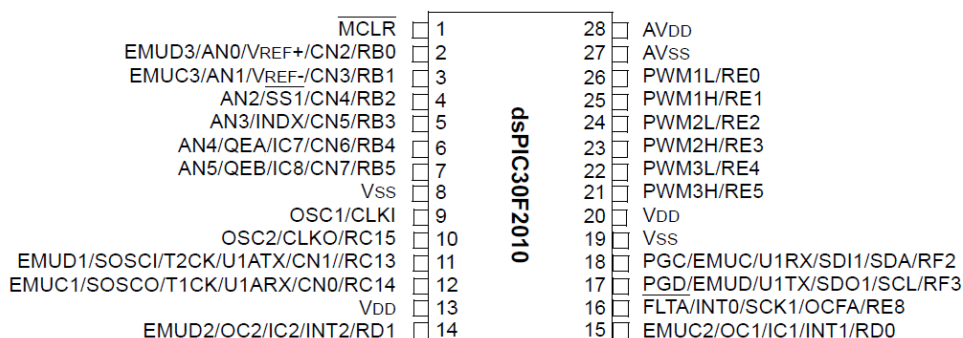 MCLR 1 28 AVDD
EMUD3/AN0/VREF+/CN2/RB0 2 27 AVSS
EMUC3/AN1/VREF-/CN3/RB1 3 26 PWM1L/RE0
AN2/SS1/CN4/RB2 4 25 PWM1H/RE1
AN3/INDX/CN5/RB3 5 24 PWM2L/RE2
AN4/QEA/IC7/CN6/RB4 6 23 PWM2H/RE3
AN5/QEB/IC8/CN7/RB5 7 22 PWM3L/RE4
VSS 8 21 PWM3H/RE5
OSC1/CLKI 9 20 VDD
OSC2/CLKO/RC15 10 19 VSS
EMUD1/SOSCI/T2CK/U1ATX/CN1//RC13 11 18 PGC/EMUC/U1RX/SDI1/SDA/RF2
EMUC1/SOSCO/T1CK/U1ARX/CN0/RC14 12 17 PGD/EMUD/U1TX/SDO1/SCL/RF3
VDD 13 16 FLTA/INT0/SCK1/OCFA/RE8
EMUD2/OC2/IC2/INT2/RD1 14 15 EMUC2/OC1/IC1/INT1/RD0
dsPIC30F2010